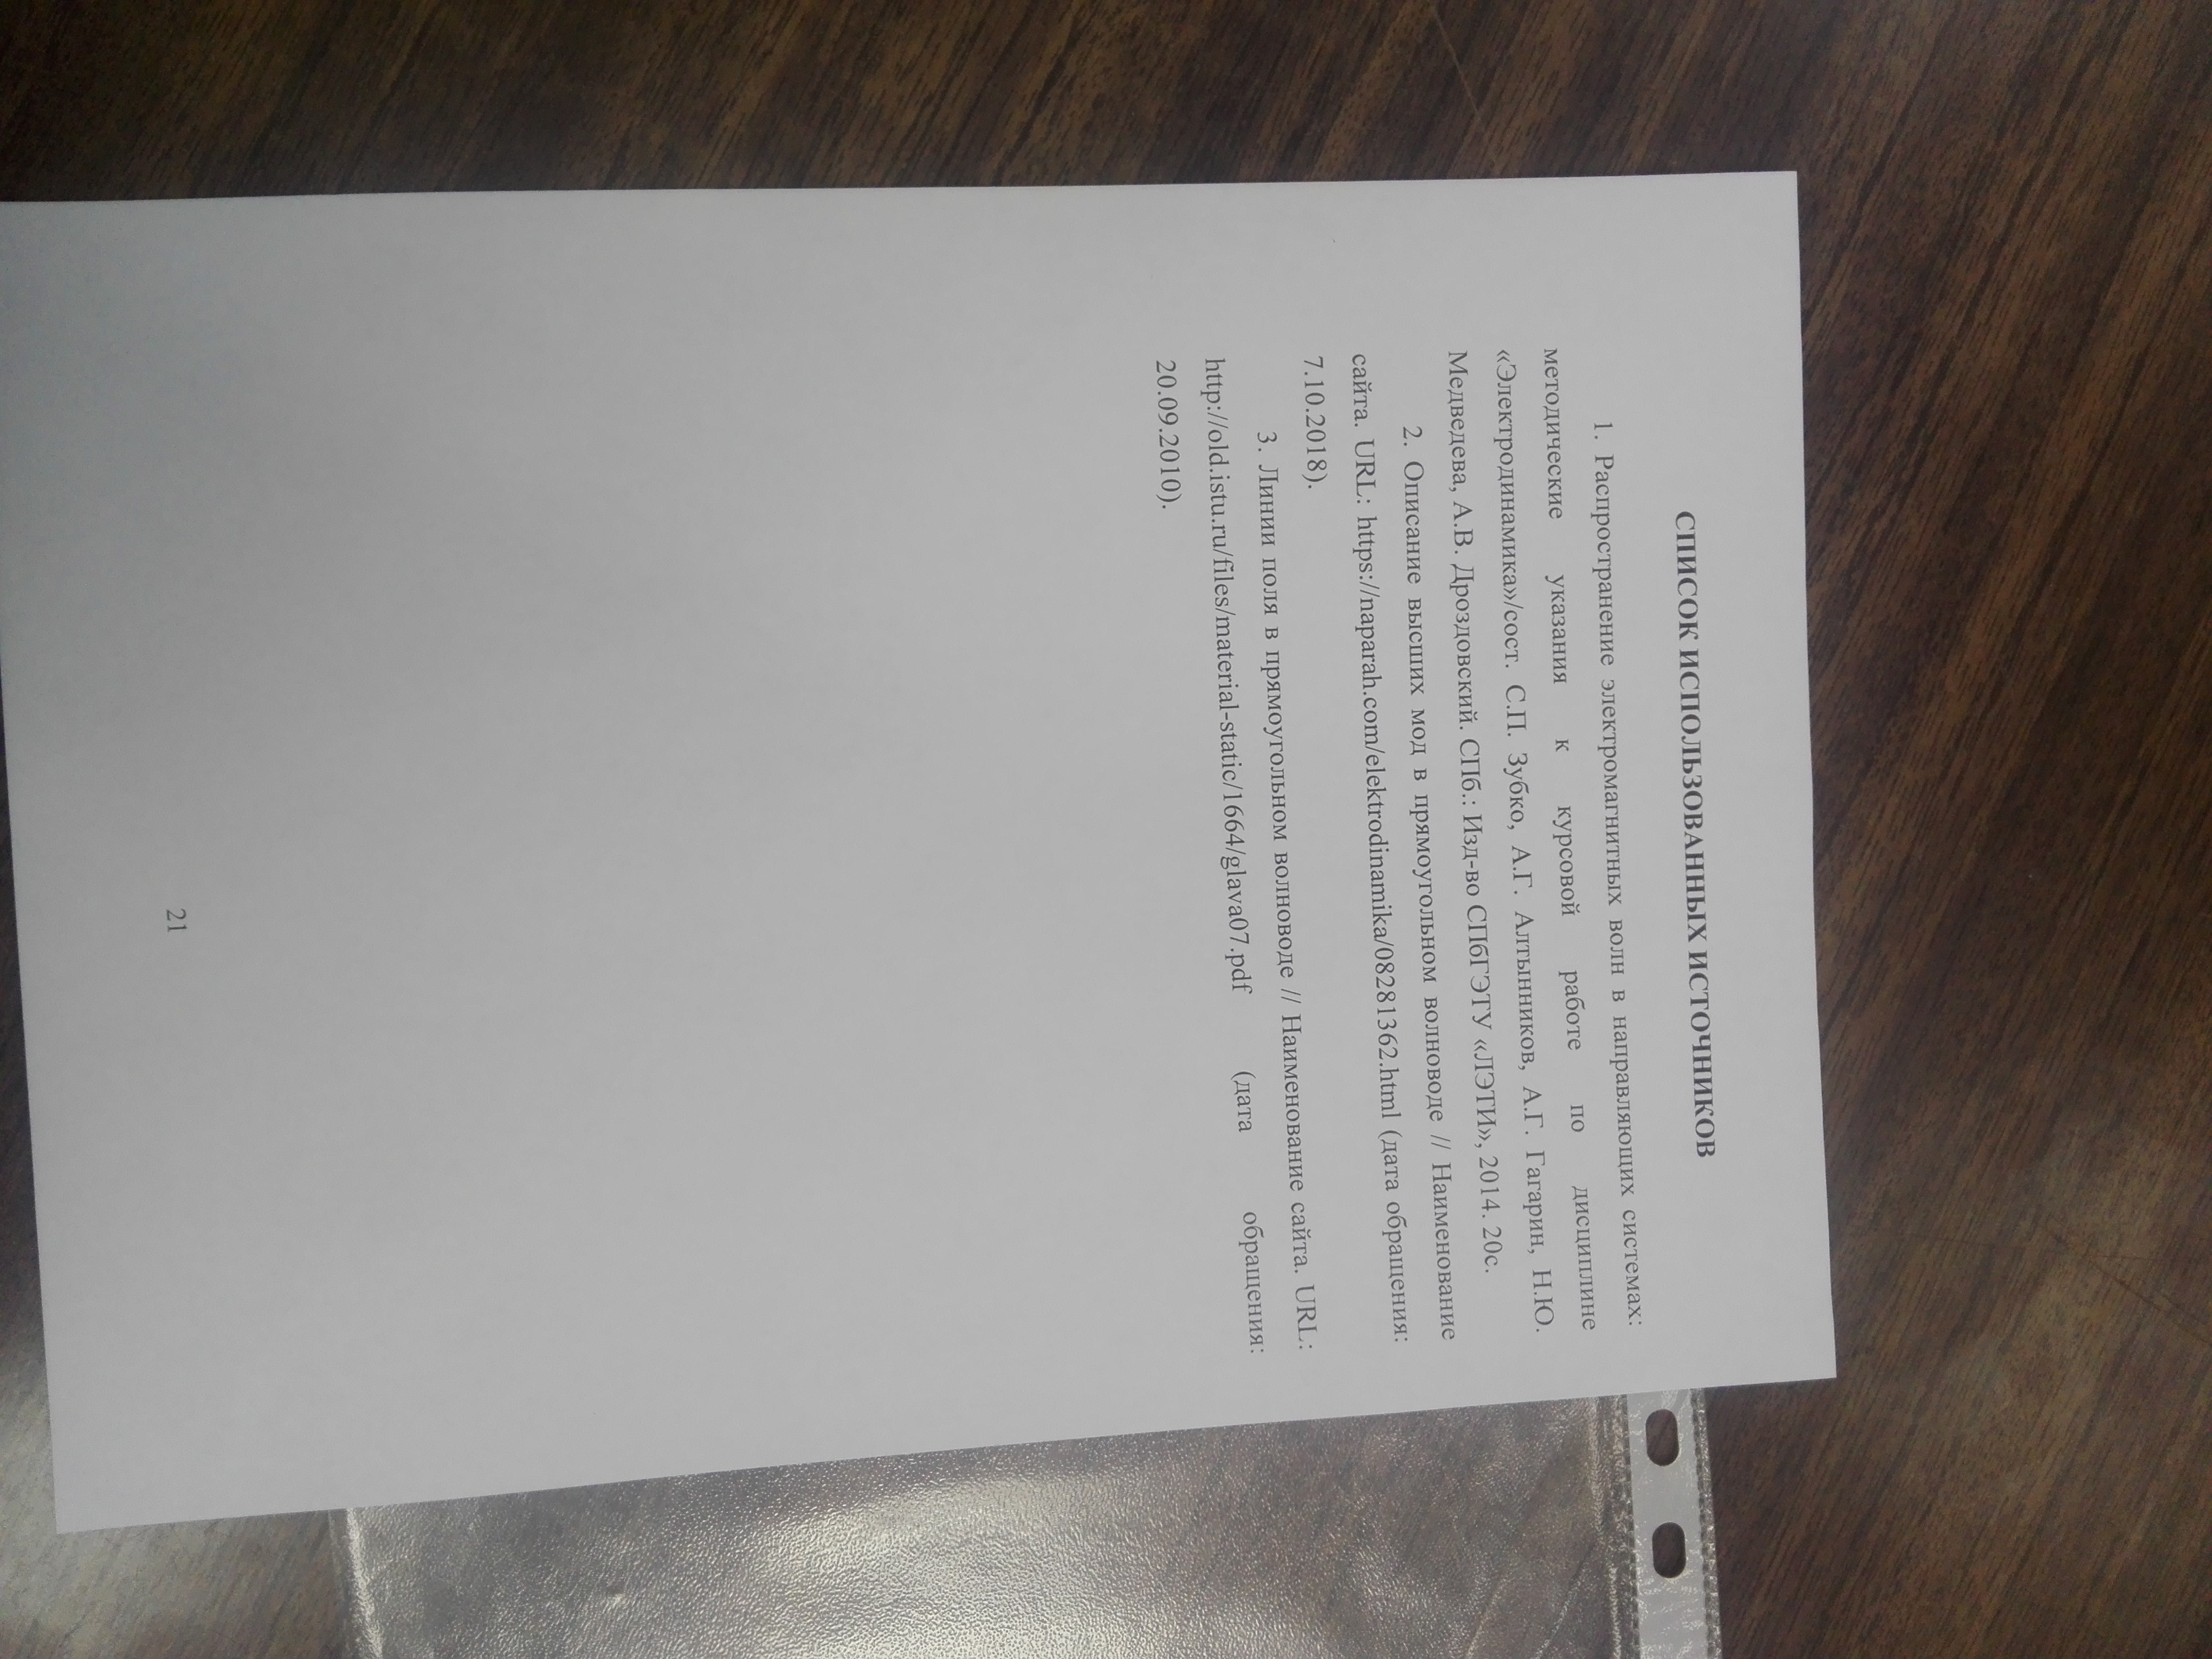 СПИСОК ИСПОЛЬЗОВАННЫХ ИСТОЧНИКОВ
1. Распространение электромагнитных волн в направляющих системах:
методические указания к курсовой работе по дисциплине
«Электродинамика»/сост. С.П. Зубко, А.Г. Алтынников, А.Г. Гагарин, Н.Ю.
Медведева, А.В. Дроздовский. СПб.: Изд-во СПбГЭТУ «ЛЭТИ», 2014. 20с.
2. Описание высших мод в прямоугольном волноводе // Наименование
сайта. URL: https://naparah.com/elektrodinamika/08281362.html (дата обращения:
7.10.2018).
3. Линии поля в прямоугольном волноводе // Наименование сайта. URL:
http://old.istu.ru/files/material-static/1664/glava07.pdf (дата обращения:
20.09.2010).
21